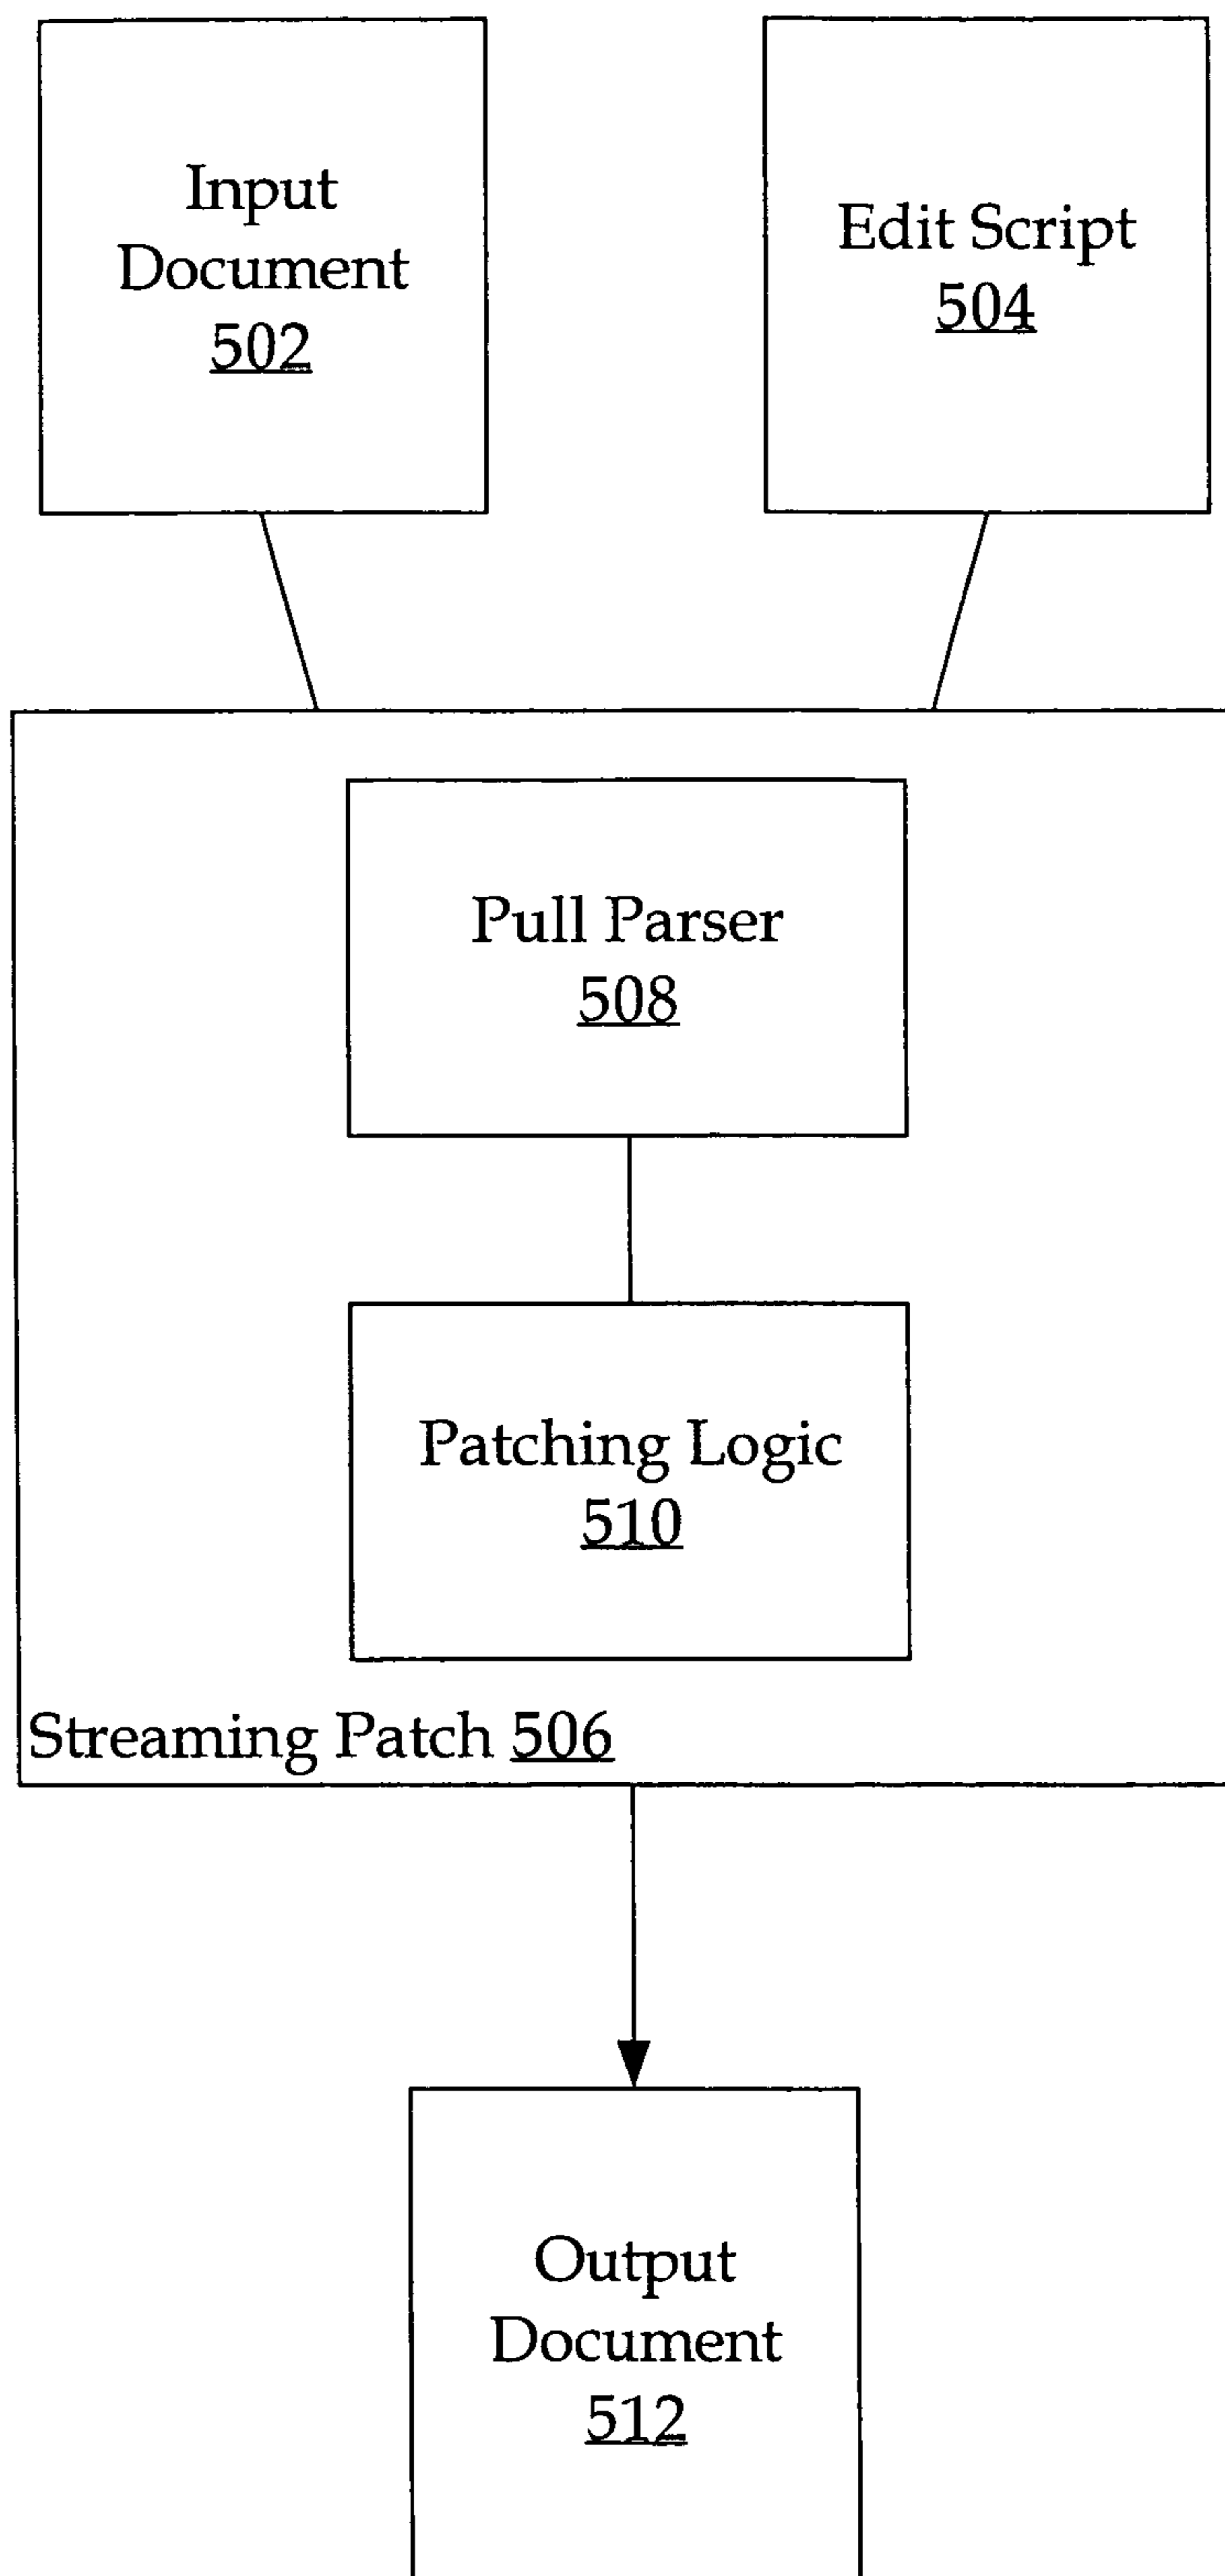 Input
Document
502
Edit Script
504
Pull Parser
508
Patching Logic
510
Streaming Patch 506
Output
Document
512